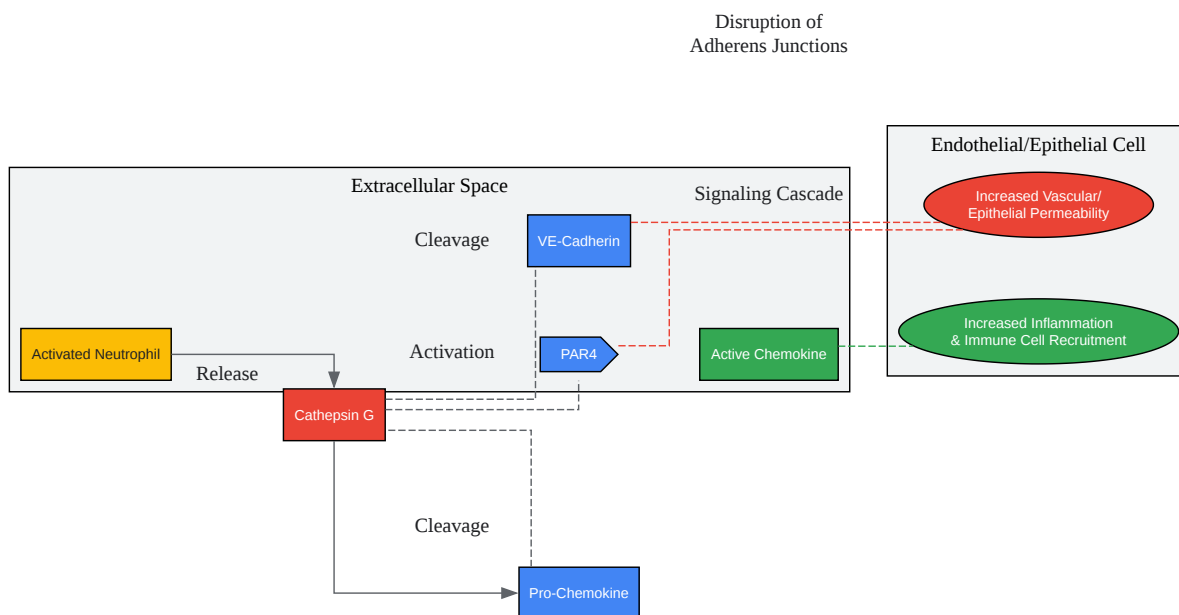 Disruption of
Adherens Junctions
Endothelial/Epithelial Cell
Extracellular Space
Signaling Cascade
Increased Vascular/
Epithelial Permeability
Cleavage
VE-Cadherin
Activated Neutrophil
Activation
PAR4
Active Chemokine
Increased Inflammation
& Immune Cell Recruitment
Release
Cathepsin G
Cleavage
Pro-Chemokine